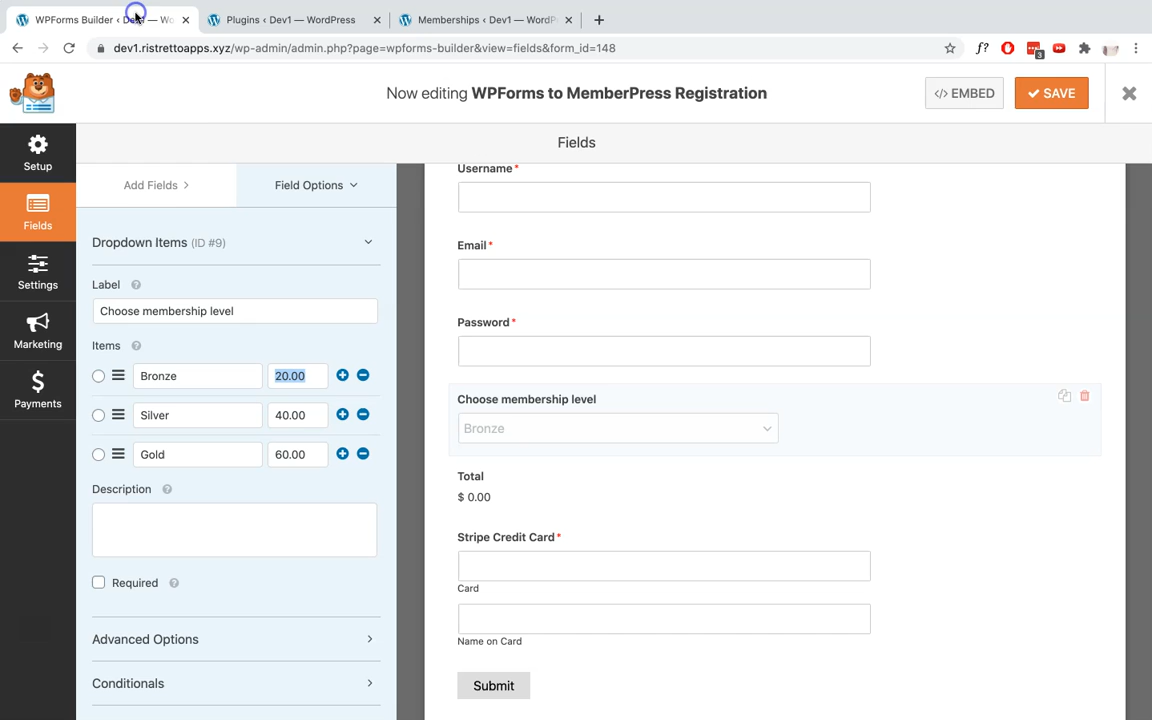 WPForms Builder ‹ Dev1 — Wo
Plugins ‹ Dev1 — WordPress
Memberships ‹ Dev1 — WordP
dev1.ristrettoapps.xyz/wp-admin/admin.php?page=wpforms-builder&view=fields&form_id=148
f?
3
Now editing WPForms to MemberPress Registration
</> EMBED
SAVE
Fields
Setup
Fields
Settings
Marketing
Payments
Add Fields
Field Options
Dropdown Items (ID #9)
Label
Choose membership level
Items
Bronze 20.00
Silver 40.00
Gold 60.00
Description
Required
Advanced Options
Conditionals
Username*
Email*
Password*
Choose membership level
Bronze
Total
$ 0.00
Stripe Credit Card*
Card
Name on Card
Submit